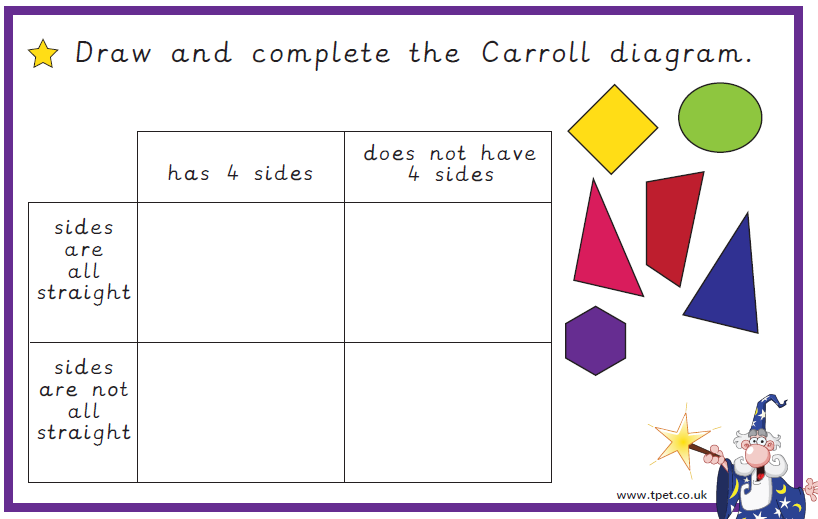 Draw and complete the Carroll diagram.
has 4 sides
does not have
4 sides
sides
are
all
straight
sides
are not
all
straight
www.tpet.co.uk